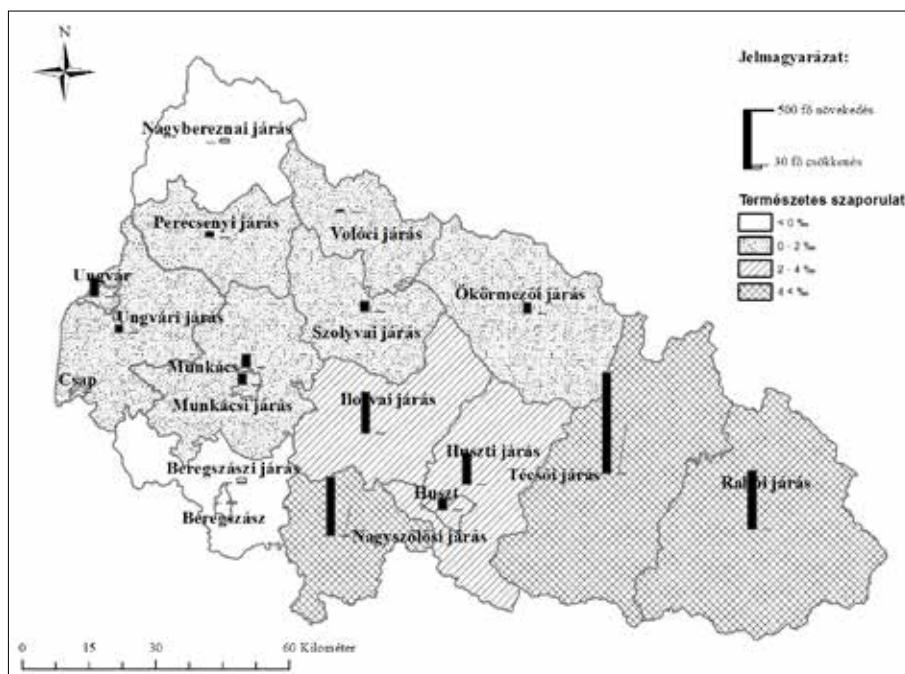 N
Jelmagyarázat:
500 fő növekedés
30 fő csökkenés
Természetes szaporulat
< 0 ‰
0 - 2 ‰
2 - 4 ‰
4 < ‰
Nagybereznai járás
Perecsenyi járás
Volóci járás
Ungvár
Ökörmezői járás
Ungvári járás
Szolyvai járás
Munkács
Csap
Munkácsi járás
Ilosvai járás
Huszti járás
Beregszászi járás
Técsői járás
Rahói járás
Huszt
Beregszász
Nagyszőlősi járás
0 15 30 60 Kilométer